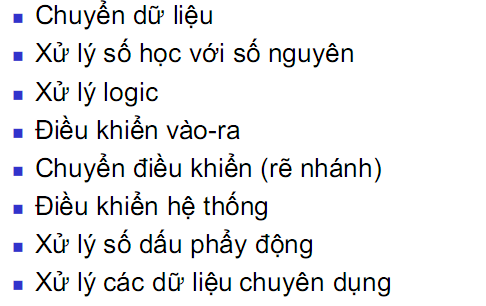 Chuyển dữ liệu
Xử lý số học với số nguyên
Xử lý logic
Điều khiển vào-ra
Chuyển điều khiển (rẽ nhánh)
Điều khiển hệ thống
Xử lý số dấu phẩy động
Xử lý các dữ liệu chuyên dụng